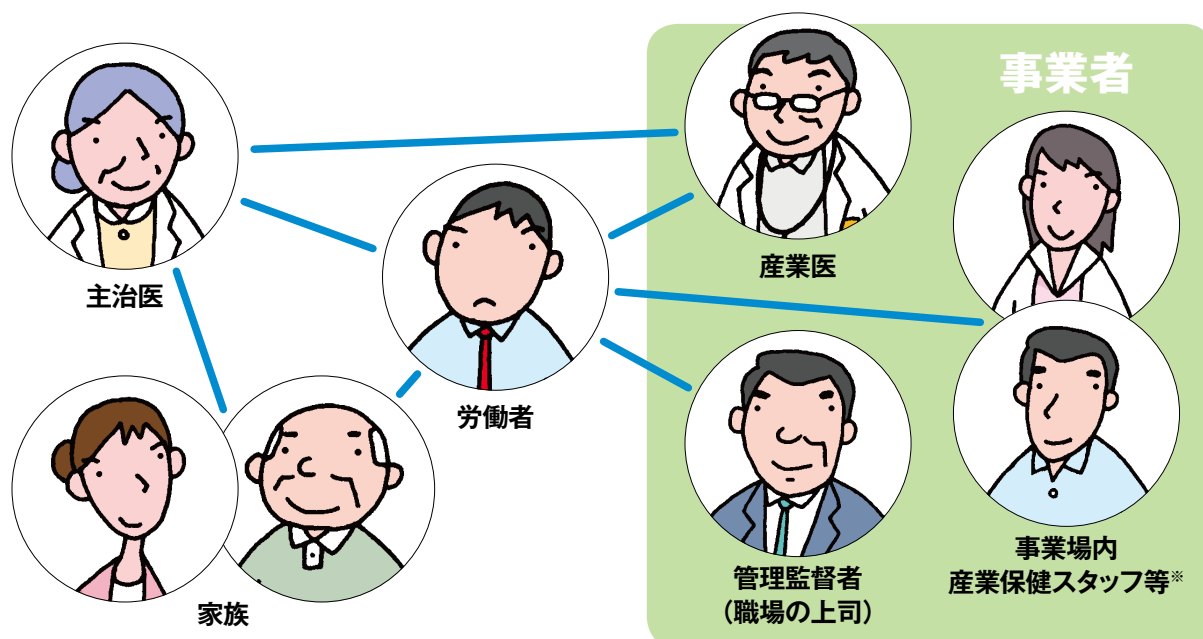 事業者
主治医
産業医
労働者
家族
管理監督者
（職場の上司）
事業場内
産業保健スタッフ等※